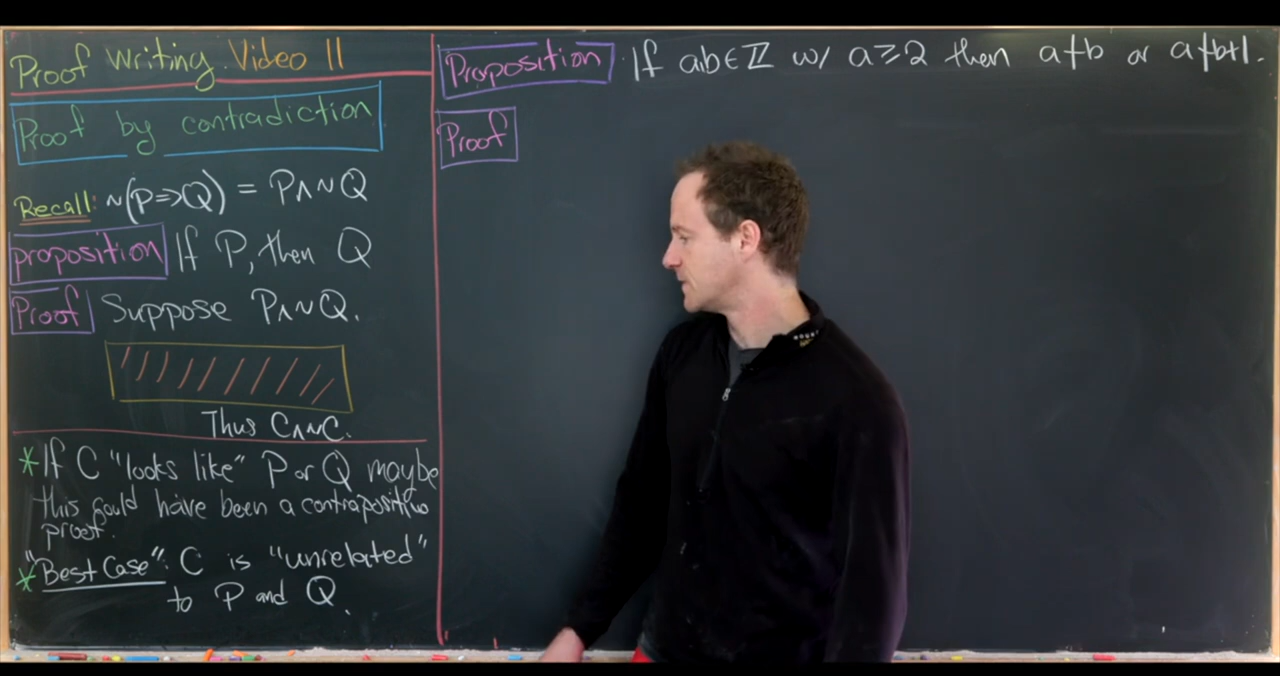 Proof Writing Video 11
Proof by contradiction
Recall: ~(P⇒Q) = P∧~Q
proposition If P, then Q
Proof Suppose P∧~Q.
Thus C∧~C.
* If C "looks like" P or Q maybe
this could have been a contrapositive
proof.
* "Best Case": C is "unrelated"
to P and Q.
Proposition If a,b∈ℤ w/ a≥2 then a∤b or a∤b+1.
Proof